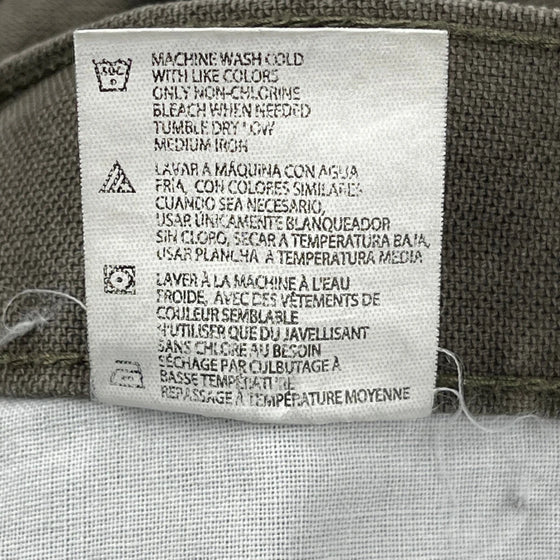 MACHINE WASH COLD
WITH LIKE COLORS
ONLY NON-CHLORINE
BLEACH WHEN NEEDED
TUMBLE DRY LOW
MEDIUM IRON
LAVAR A MÁQUINA CON AGUA
FRÍA, CON COLORES SIMILARES
CUANDO SEA NECESARIO,
USAR ÚNICAMENTE BLANQUEADOR
SIN CLORO, SECAR A TEMPERATURA BAJA,
USAR PLANCHA A TEMPERATURA MEDIA
LAVER À LA MACHINE À L'EAU
FROIDE, AVEC DES VÊTEMENTS DE
COULEUR SEMBLABLE
N'UTILISER QUE DU JAVELLISANT
SANS CHLORE AU BESOIN
SÉCHAGE PAR CULBUTAGE À
BASSE TEMPÉRATURE
REPASSAGE À TEMPÉRATURE MOYENNE